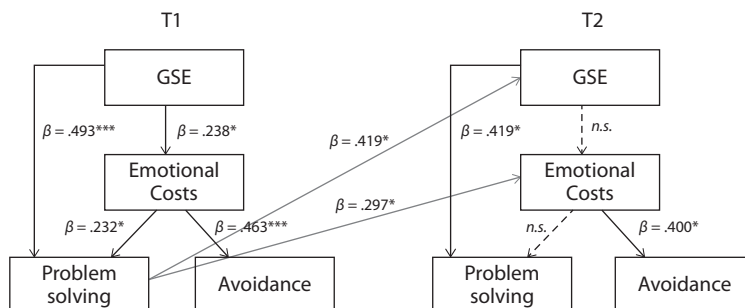 T1
T2
GSE
GSE
β = .493***
β = .238*
β = .419*
β = .419*
n.s.
Emotional
Costs
Emotional
Costs
β = .232*
β = .463***
β = .297*
n.s.
β = .400*
Problem
solving
Avoidance
Problem
solving
Avoidance